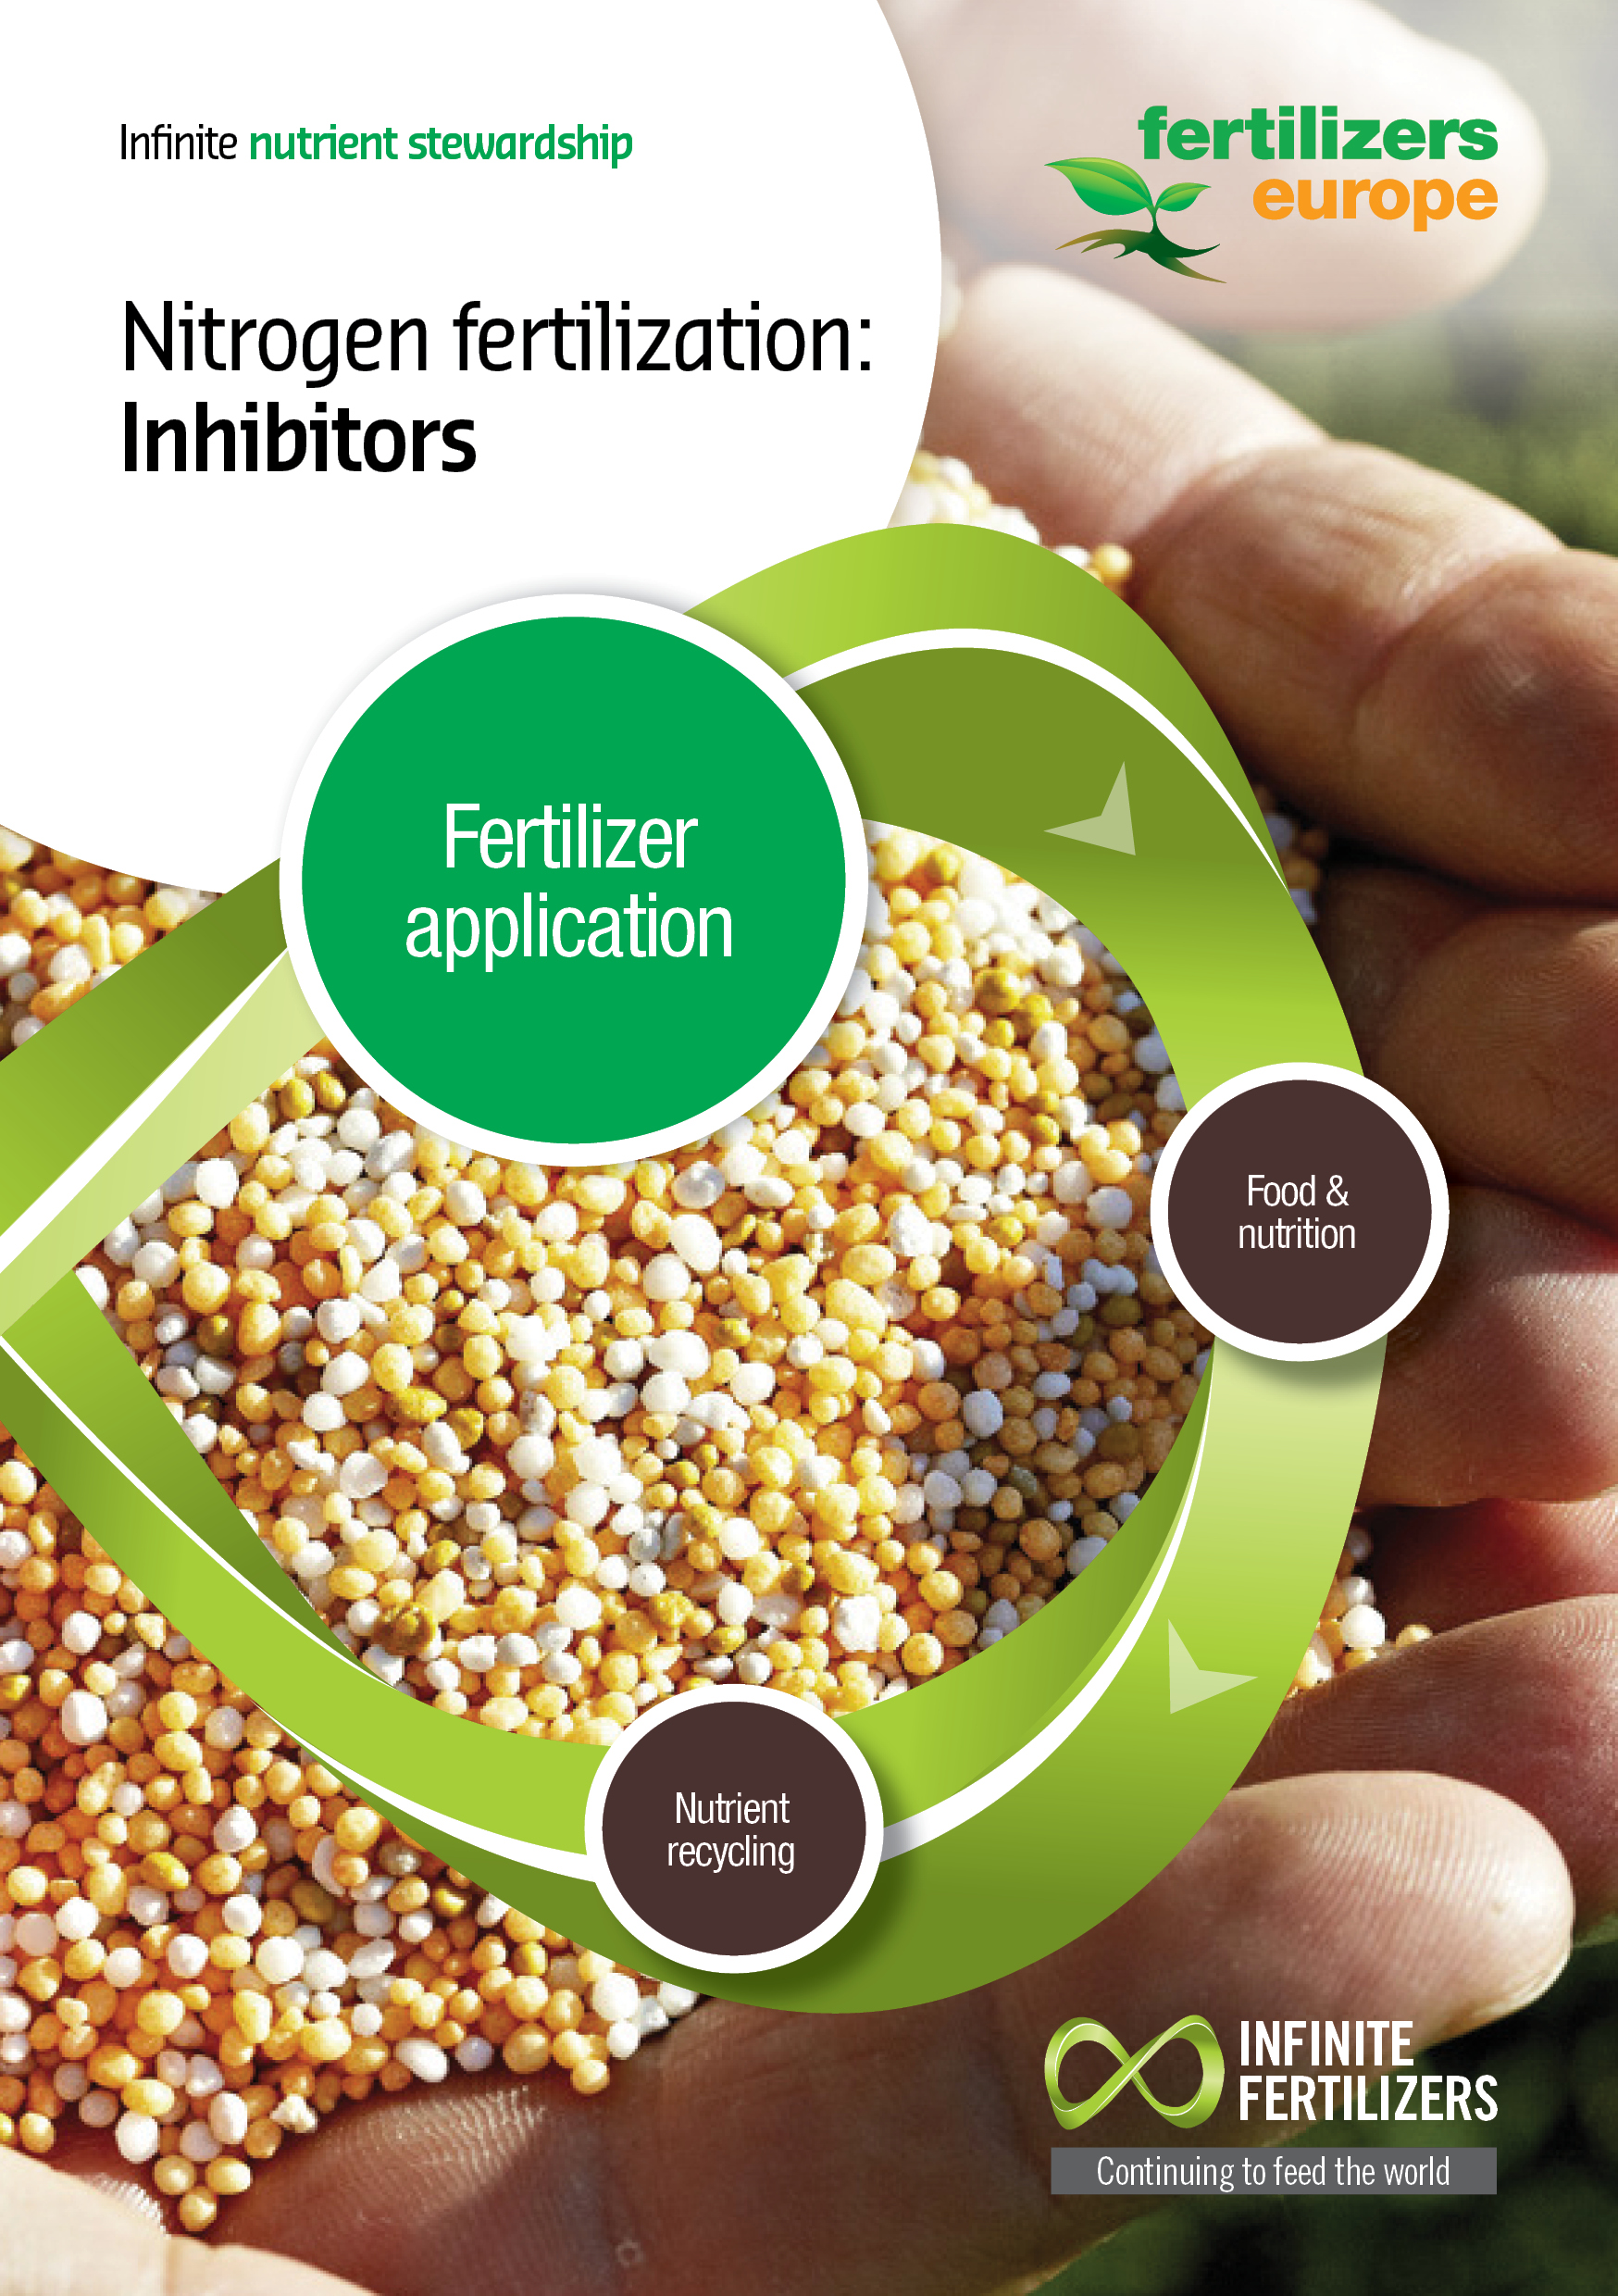 Infinite nutrient stewardship
fertilizers
europe
Nitrogen fertilization:
Inhibitors
Fertilizer
application
Food &
nutrition
Nutrient
recycling
INFINITE
FERTILIZERS
Continuing to feed the world